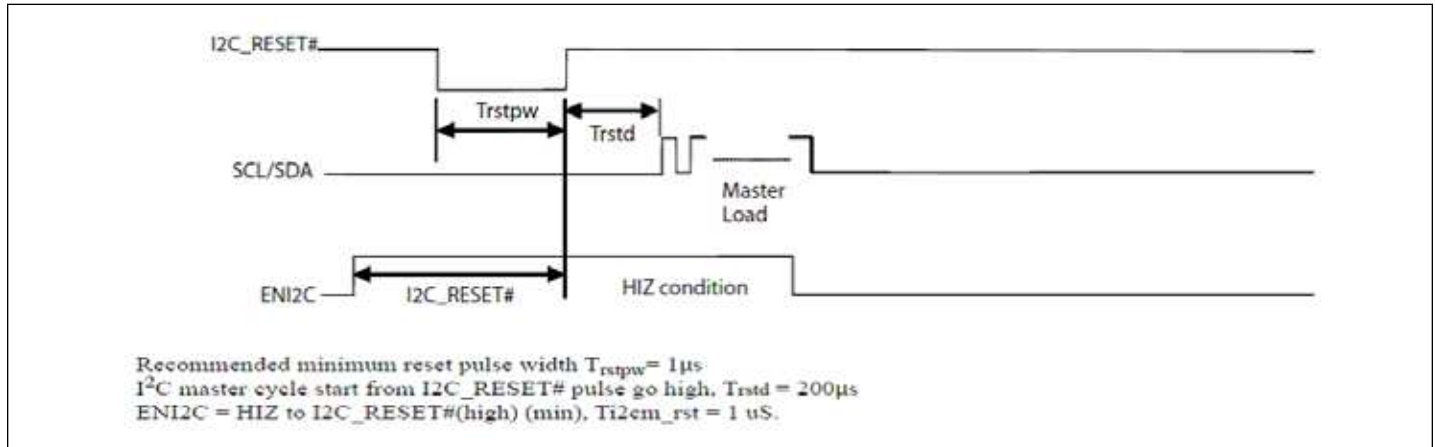 I2C_RESET#
Trstpw
Trstd
SCL/SDA
Master
Load
ENI2C
I2C_RESET#
HIZ condition
Recommended minimum reset pulse width Trstpw= 1µs
I²C master cycle start from I2C_RESET# pulse go high, Trstd = 200µs
ENI2C = HIZ to I2C_RESET#(high) (min), Ti2cm_rst = 1 uS.